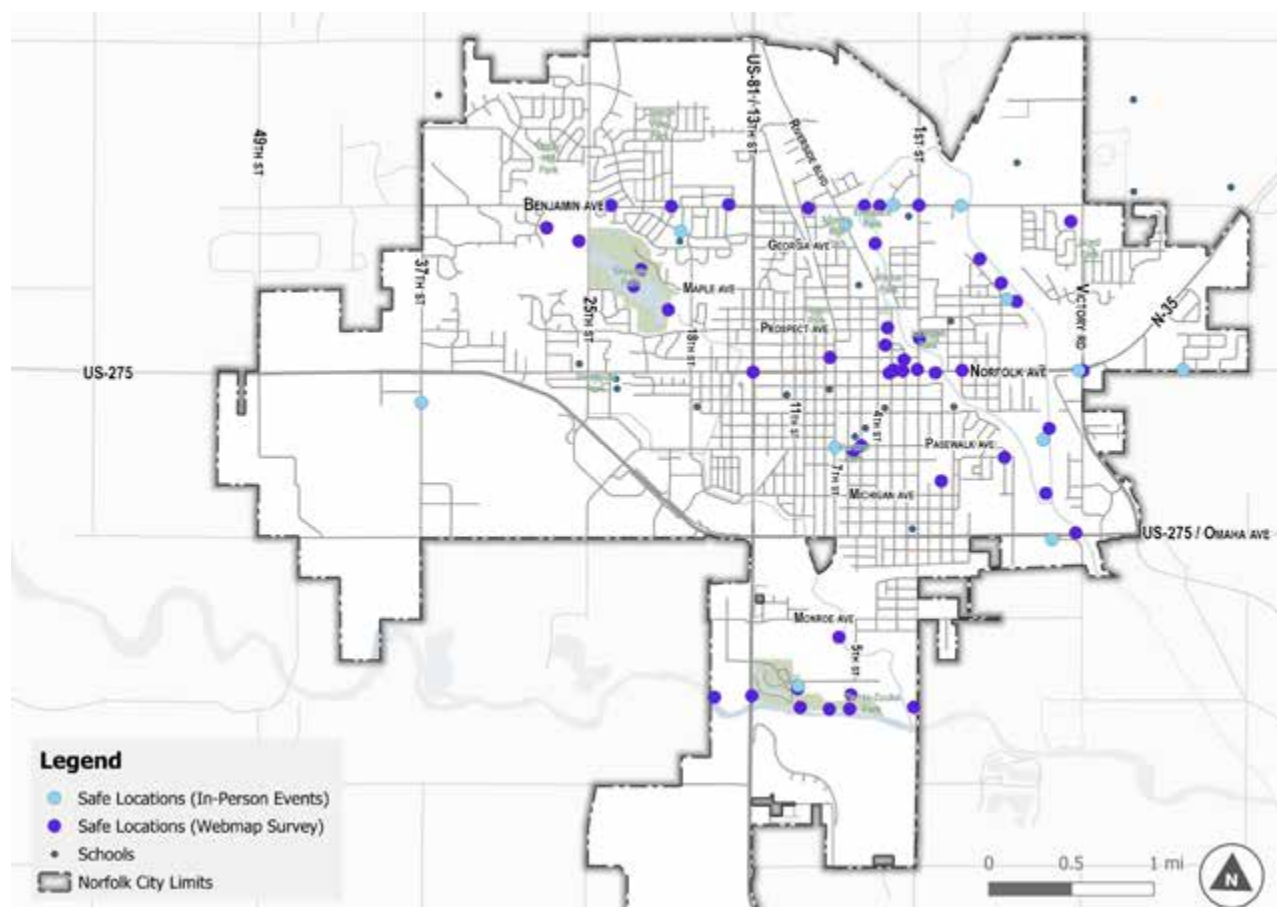 US-81 / 13TH ST
49TH ST
RIVERSIDE BLVD
1ST ST
BENJAMIN AVE
GEORGIA AVE
37TH ST
MAPLE AVE
25TH ST
VICTORY RD
N-35
PROSPECT AVE
18TH ST
US-275
NORFOLK AVE
11TH ST
4TH ST
PASEWALK AVE
7TH ST
MICHIGAN AVE
US-275 / OMAHA AVE
MONROE AVE
5TH ST
Park
Legend
Safe Locations (In-Person Events)
Safe Locations (Webmap Survey)
Schools
Norfolk City Limits
0 0.5 1 mi
N